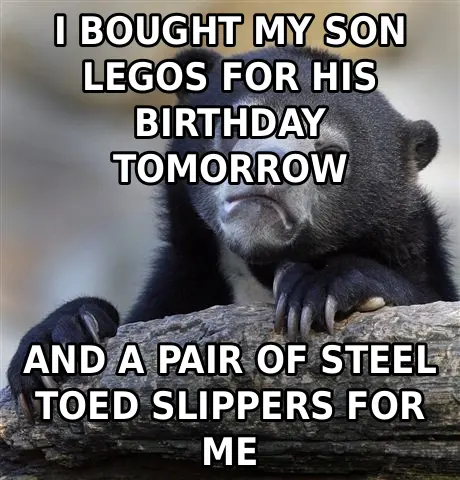 I BOUGHT MY SON
LEGOS FOR HIS
BIRTHDAY
TOMORROW
AND A PAIR OF STEEL
TOED SLIPPERS FOR
ME